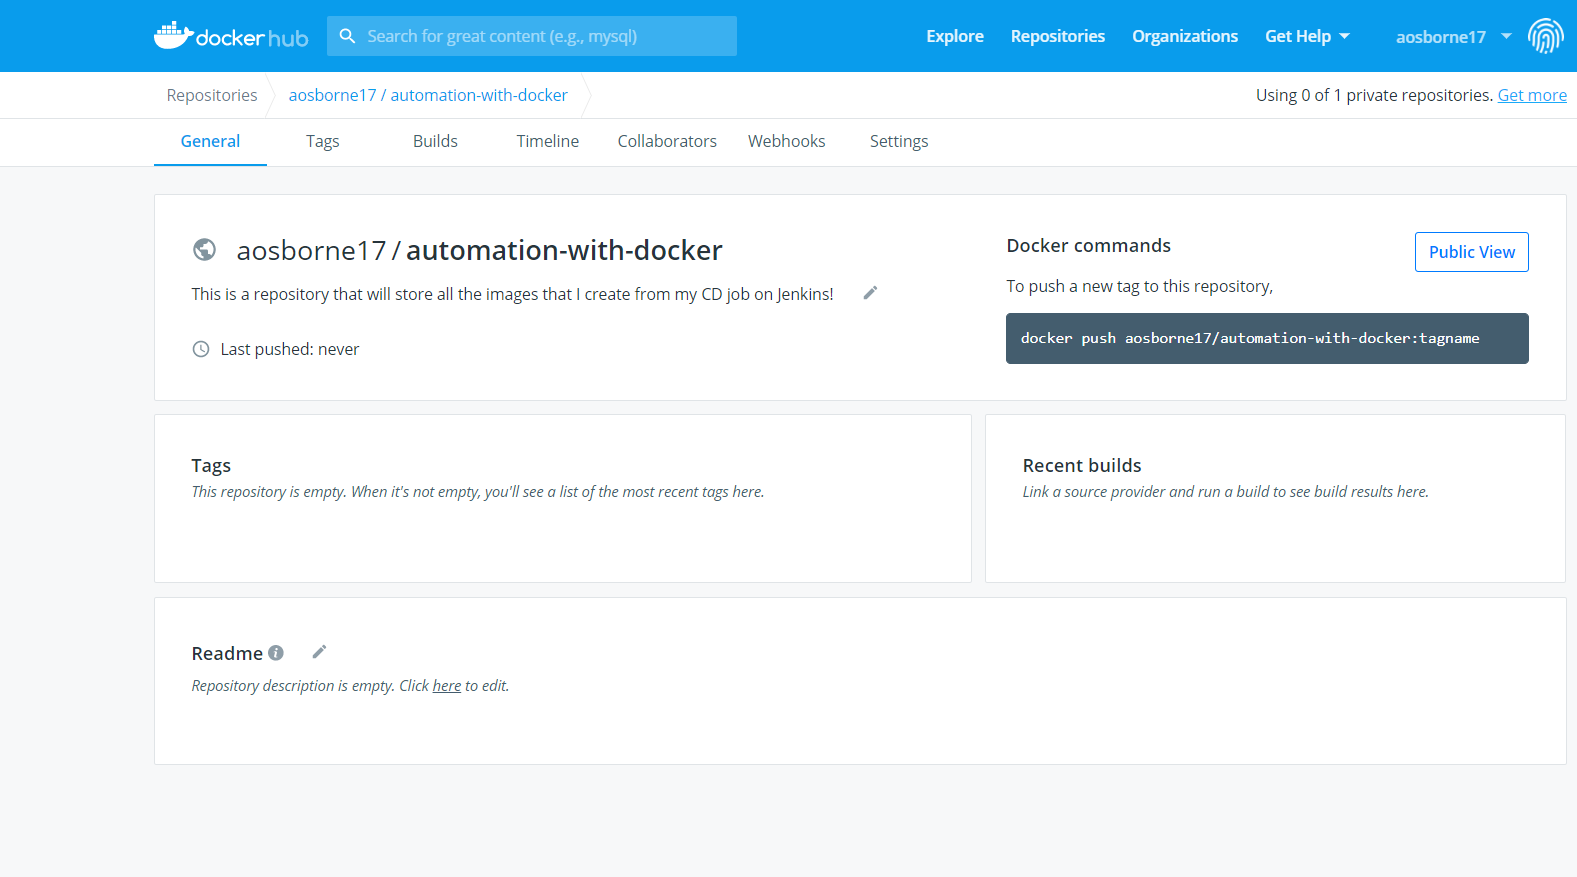 docker hub
Search for great content (e.g., mysql)
Explore Repositories Organizations Get Help aosborne17
Repositories aosborne17 / automation-with-docker Using 0 of 1 private repositories. Get more
General Tags Builds Timeline Collaborators Webhooks Settings
aosborne17 / automation-with-docker
This is a repository that will store all the images that I create from my CD job on Jenkins!
Last pushed: never
Docker commands
Public View
To push a new tag to this repository,
docker push aosborne17/automation-with-docker:tagname
Tags
This repository is empty. When it's not empty, you'll see a list of the most recent tags here.
Recent builds
Link a source provider and run a build to see build results here.
Readme
Repository description is empty. Click here to edit.